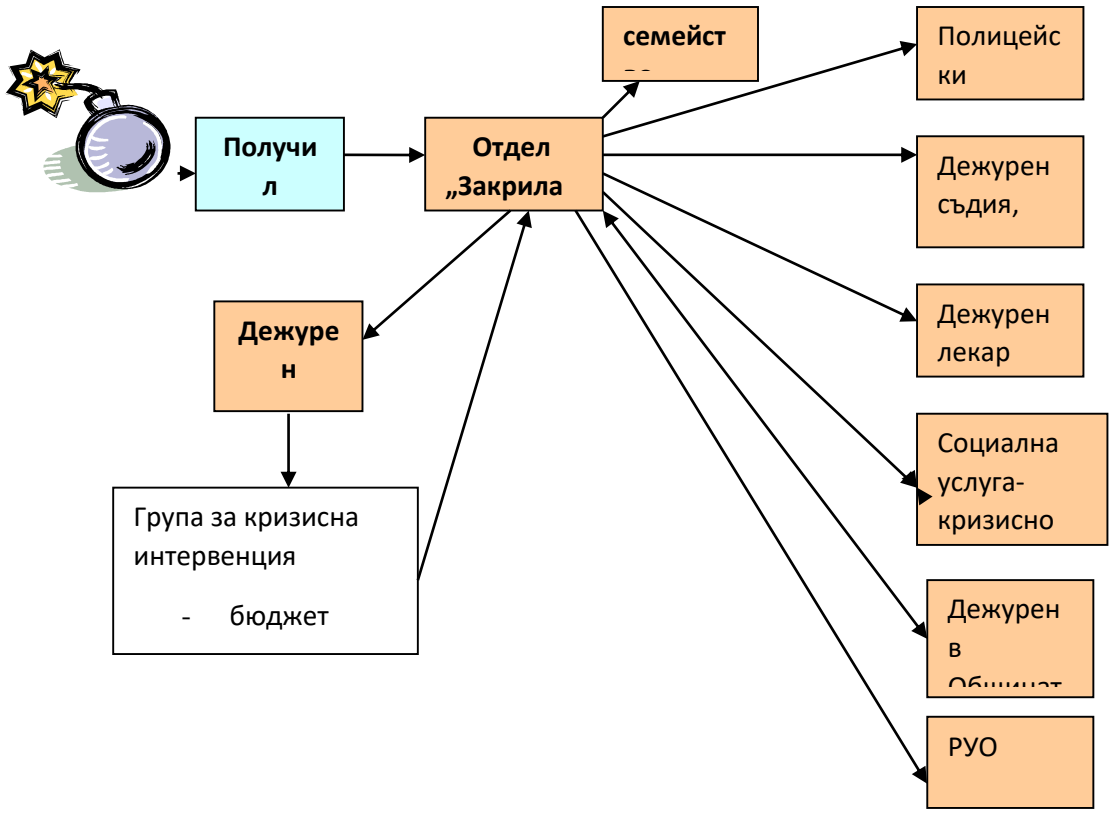 семейст
Полицейс
ки
Получи
л
Отдел
„Закрила
Дежурен
съдия,
Дежурен
лекар
Дежуре
н
Социална
услуга-
кризисно
Група за кризисна
интервенция
- бюджет
Дежурен
в
Общинат
РУО